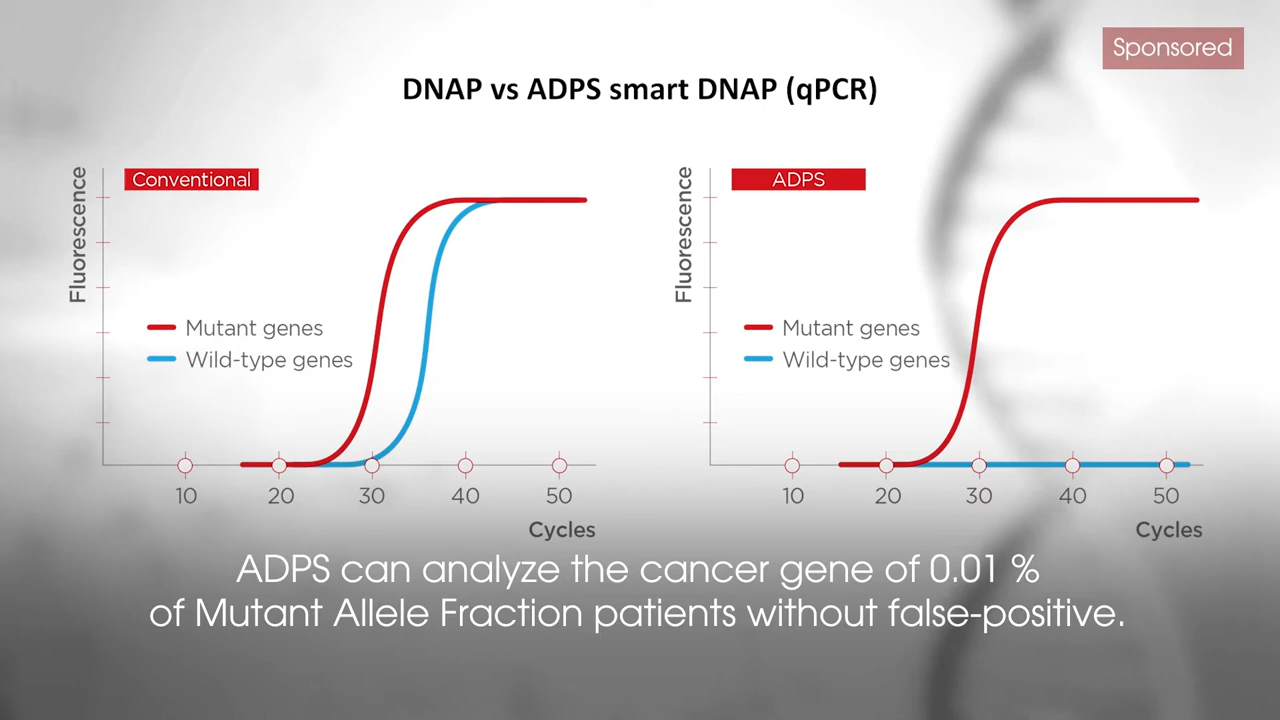 Sponsored
DNAP vs ADPS smart DNAP (qPCR)
Fluorescence
Conventional
Mutant genes
Wild-type genes
10 20 30 40 50
Cycles
Fluorescence
ADPS
Mutant genes
Wild-type genes
10 20 30 40 50
Cycles
ADPS can analyze the cancer gene of 0.01 %
of Mutant Allele Fraction patients without false-positive.